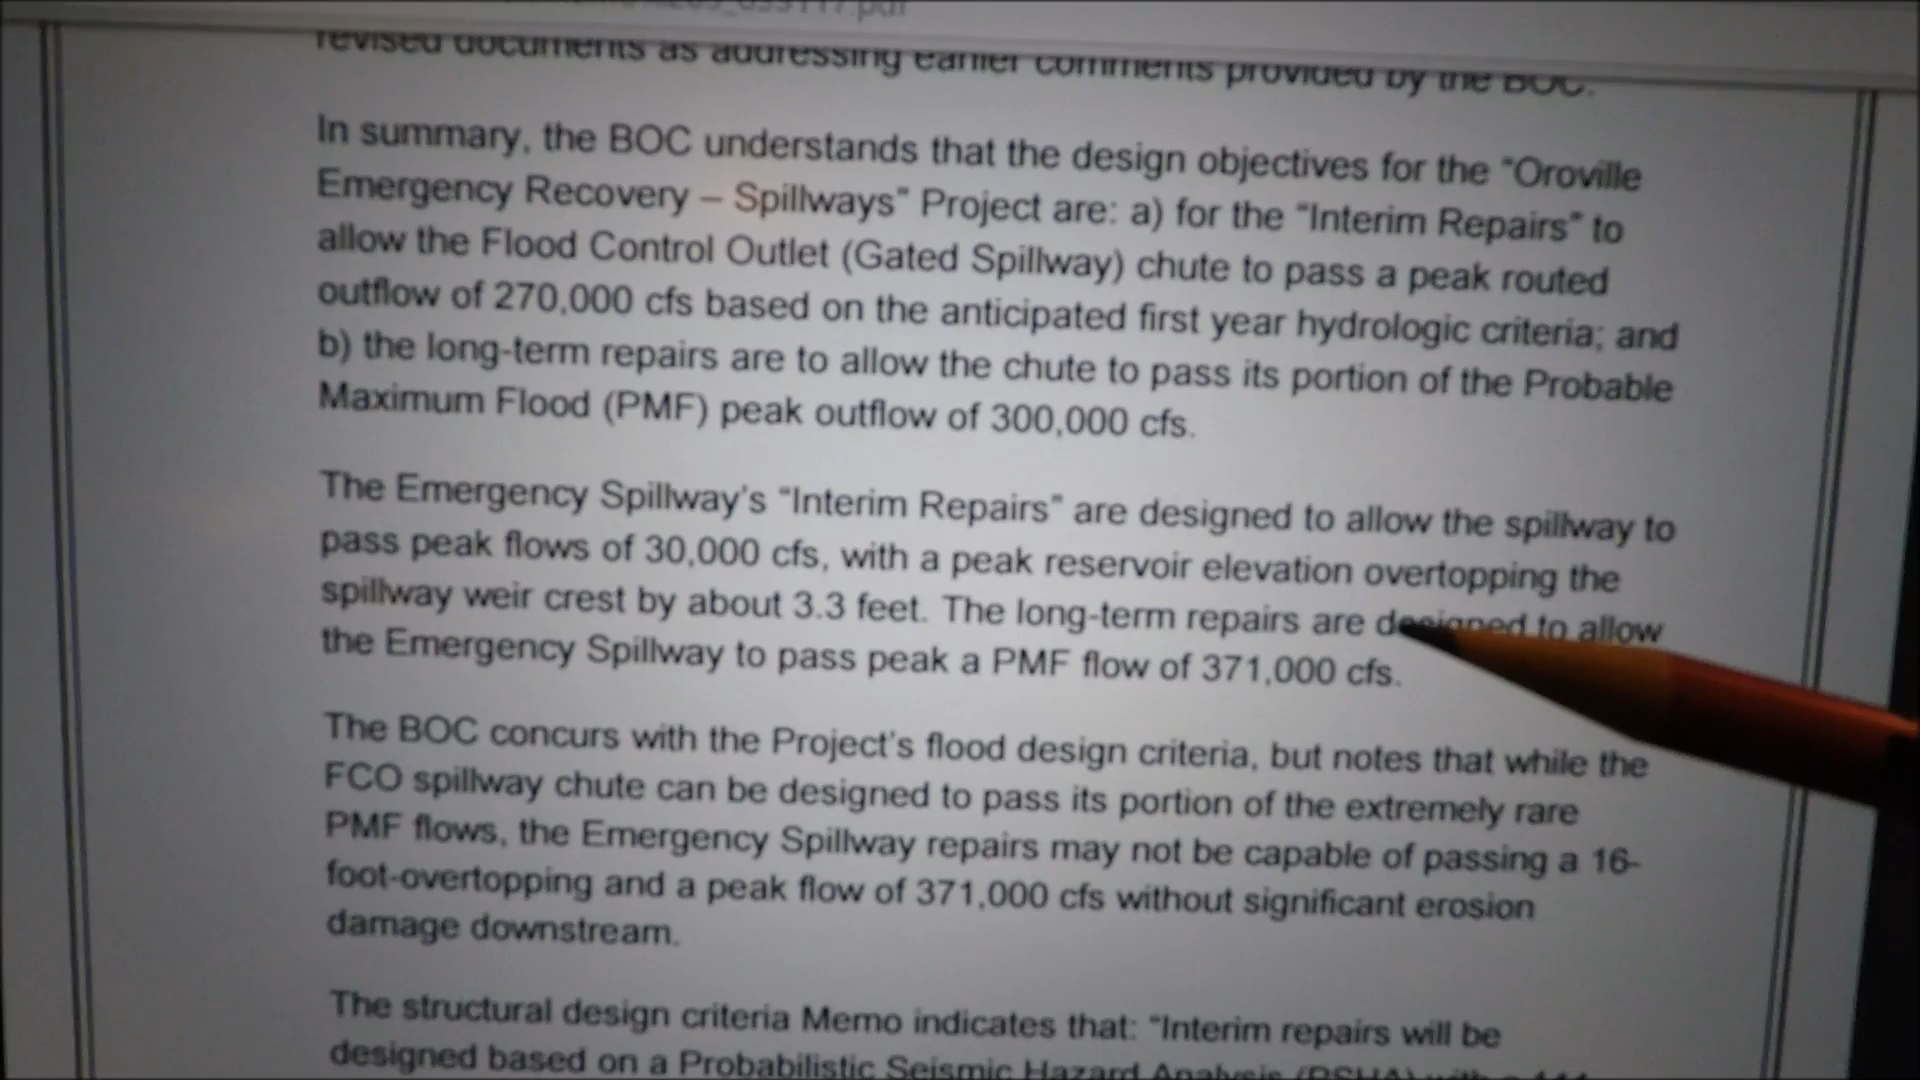 revised documents as addressing earlier comments provided by the BOC.
In summary, the BOC understands that the design objectives for the “Oroville
Emergency Recovery – Spillways” Project are: a) for the “Interim Repairs” to
allow the Flood Control Outlet (Gated Spillway) chute to pass a peak routed
outflow of 270,000 cfs based on the anticipated first year hydrologic criteria; and
b) the long-term repairs are to allow the chute to pass its portion of the Probable
Maximum Flood (PMF) peak outflow of 300,000 cfs.
The Emergency Spillway’s “Interim Repairs” are designed to allow the spillway to
pass peak flows of 30,000 cfs, with a peak reservoir elevation overtopping the
spillway weir crest by about 3.3 feet. The long-term repairs are designed to allow
the Emergency Spillway to pass peak a PMF flow of 371,000 cfs.
The BOC concurs with the Project’s flood design criteria, but notes that while the
FCO spillway chute can be designed to pass its portion of the extremely rare
PMF flows, the Emergency Spillway repairs may not be capable of passing a 16-
foot-overtopping and a peak flow of 371,000 cfs without significant erosion
damage downstream.
The structural design criteria Memo indicates that: “Interim repairs will be
designed based on a Probabilistic Seismic Hazard Analysis (PSHA) with a